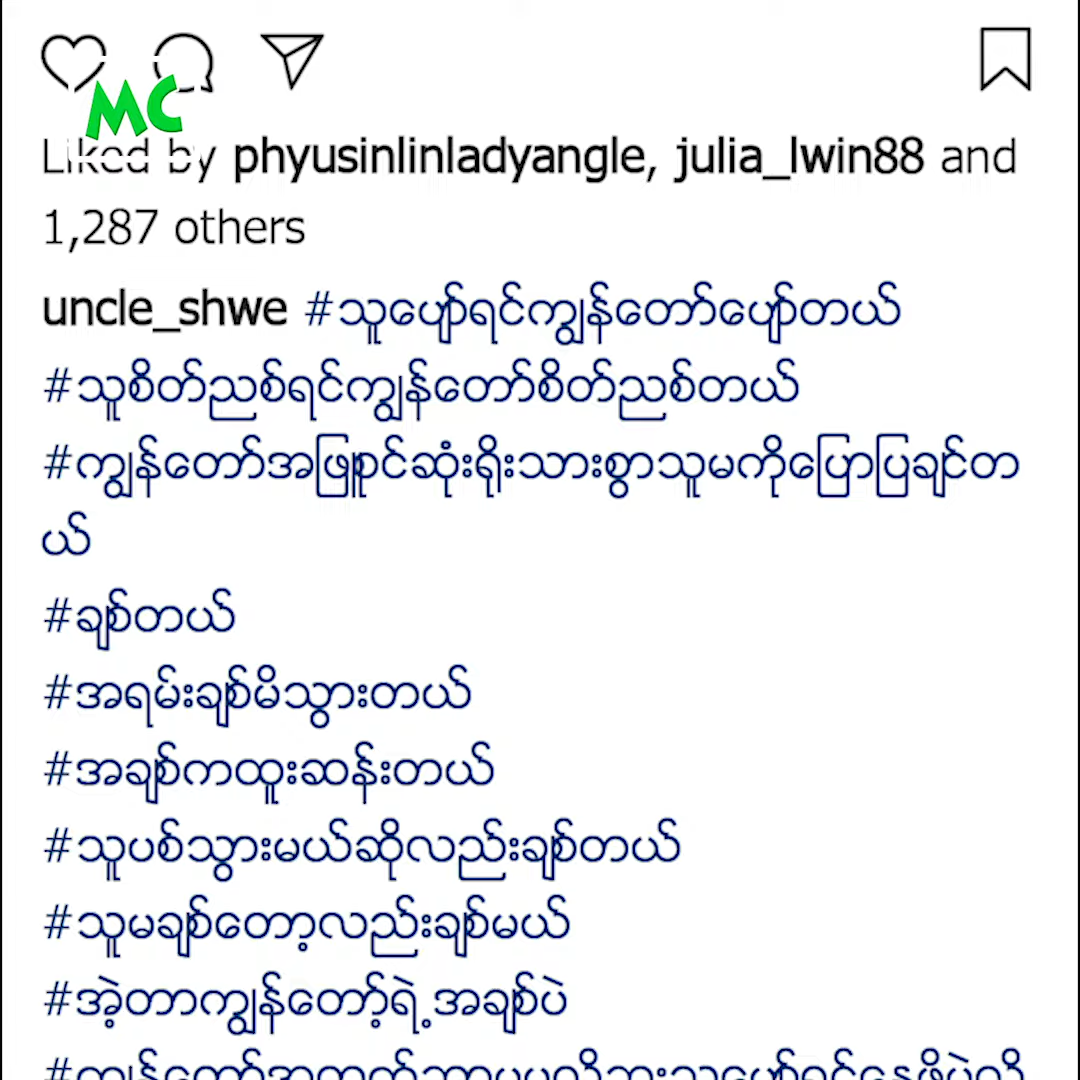 MC
Liked by phyusinlinladyangle, julia_lwin88 and
1,287 others
uncle_shwe #သူပျော်ရင်ကျွန်တော်ပျော်တယ်
#သူစိတ်ညစ်ရင်ကျွန်တော်စိတ်ညစ်တယ်
#ကျွန်တော်အဖြူစင်ဆုံးရိုးသားစွာသူမကိုပြောပြချင်တ
ယ်
#ချစ်တယ်
#အရမ်းချစ်မိသွားတယ်
#အချစ်ကထူးဆန်းတယ်
#သူပစ်သွားမယ်ဆိုလည်းချစ်တယ်
#သူမချစ်တော့လည်းချစ်မယ်
#အဲ့တာကျွန်တော့်ရဲ့အချစ်ပဲ